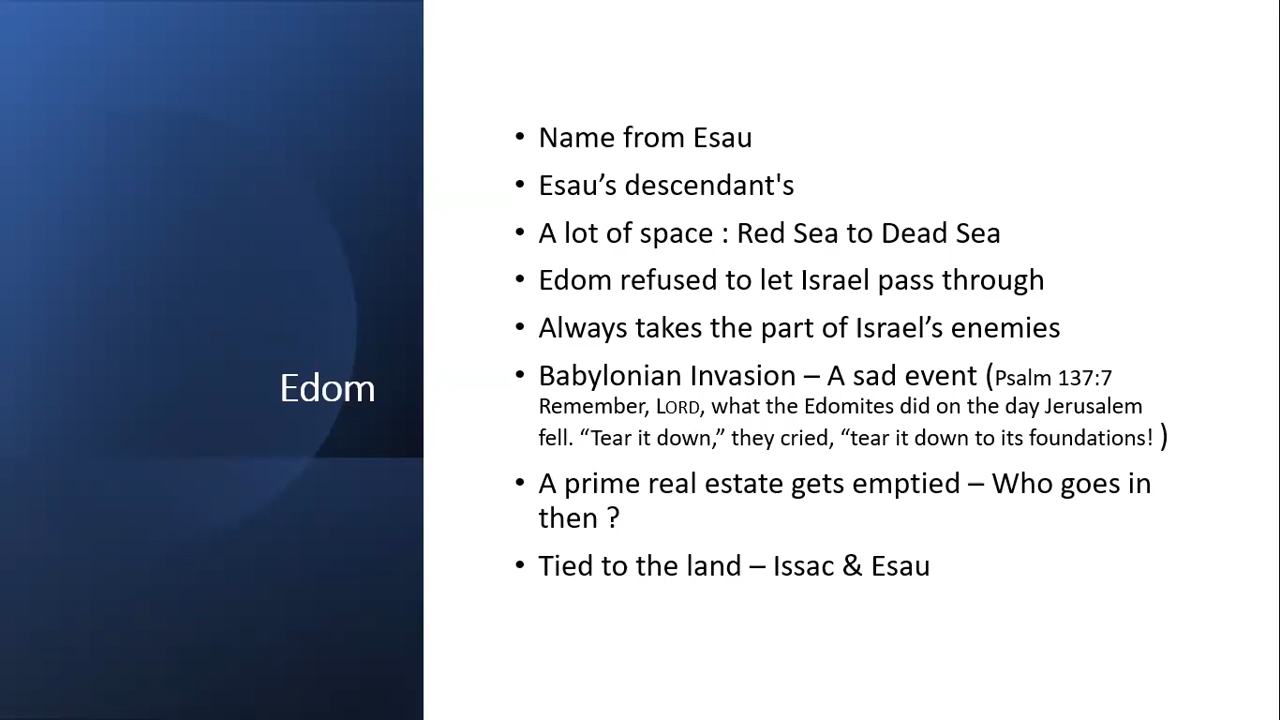 Edom
• Name from Esau
• Esau’s descendant's
• A lot of space : Red Sea to Dead Sea
• Edom refused to let Israel pass through
• Always takes the part of Israel’s enemies
• Babylonian Invasion – A sad event (Psalm 137:7
Remember, LORD, what the Edomites did on the day Jerusalem
fell. “Tear it down,” they cried, “tear it down to its foundations! )
• A prime real estate gets emptied – Who goes in
then ?
• Tied to the land – Issac & Esau